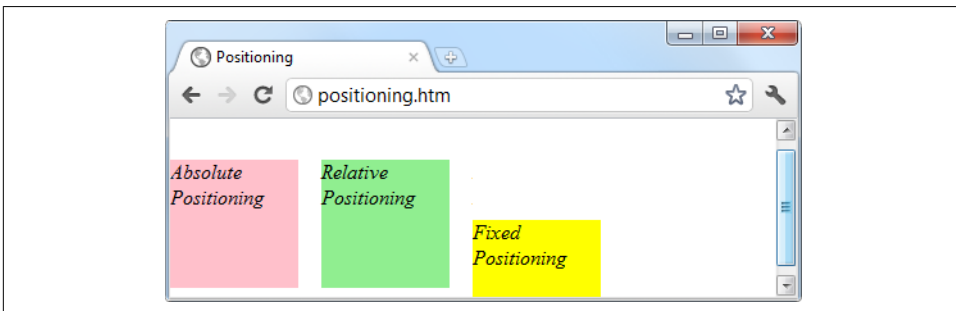 Positioning
positioning.htm
Absolute
Positioning
Relative
Positioning
Fixed
Positioning